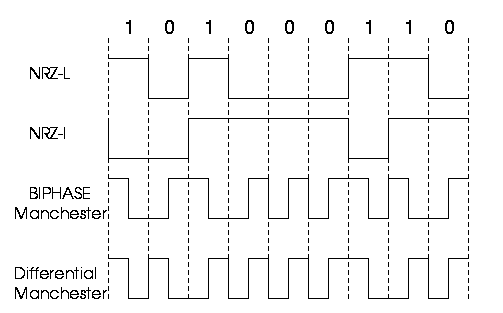 1 0 1 0 0 0 1 1 0
NRZ-L
NRZ-I
BIPHASE
Manchester
Differential
Manchester